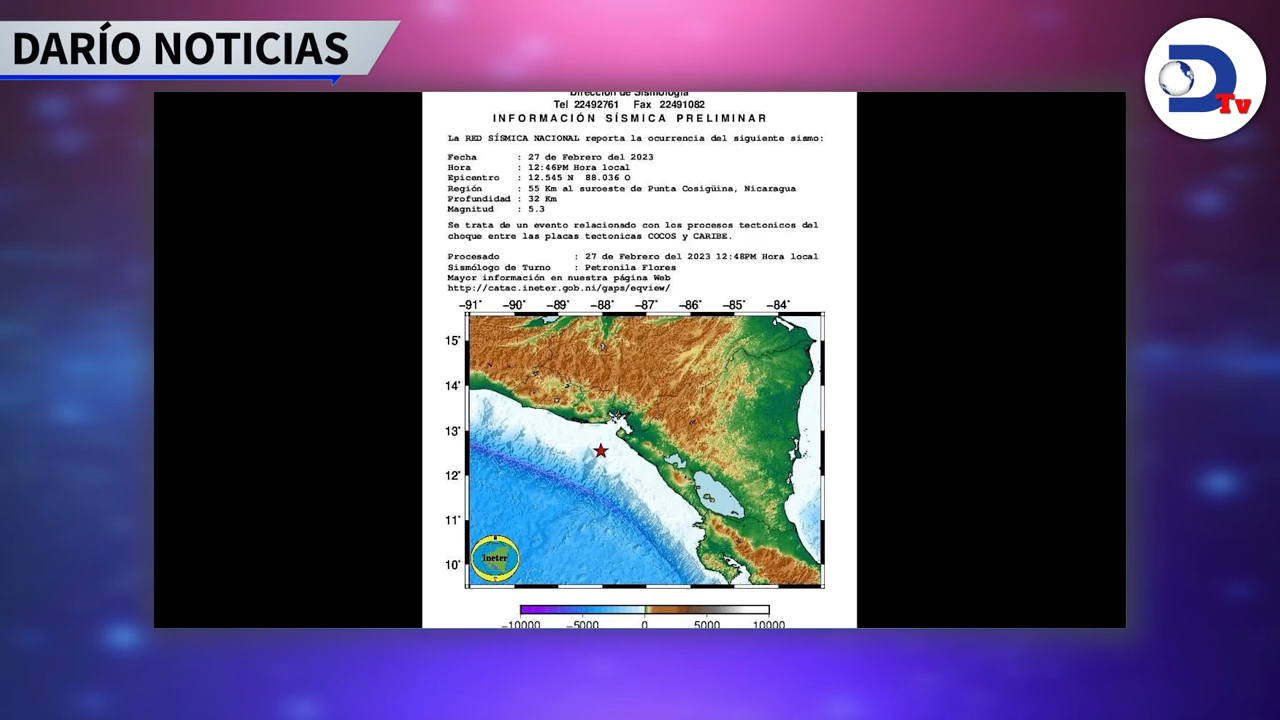 DARÍO NOTICIAS
D
Tv
Dirección de Sismología
Tel 22492761 Fax 22491082
INFORMACIÓN SÍSMICA PRELIMINAR
La RED SÍSMICA NACIONAL reporta la ocurrencia del siguiente sismo:
Fecha : 27 de Febrero del 2023
Hora : 12:46PM Hora local
Epicentro : 12.545 N 88.036 O
Región : 55 Km al suroeste de Punta Cosigüina, Nicaragua
Profundidad : 32 Km
Magnitud : 5.3
Se trata de un evento relacionado con los procesos tectonicos del
choque entre las placas tectonicas COCOS y CARIBE.
Procesado : 27 de Febrero del 2023 12:48PM Hora local
Sismólogo de Turno : Petronila Flores
Mayor información en nuestra página Web
http://catac.ineter.gob.ni/gaps/eqview/
−91° −90° −89° −88° −87° −86° −85° −84°
15°
14°
13°
12°
11°
10°
ineter
−10000 −5000 0 5000 10000